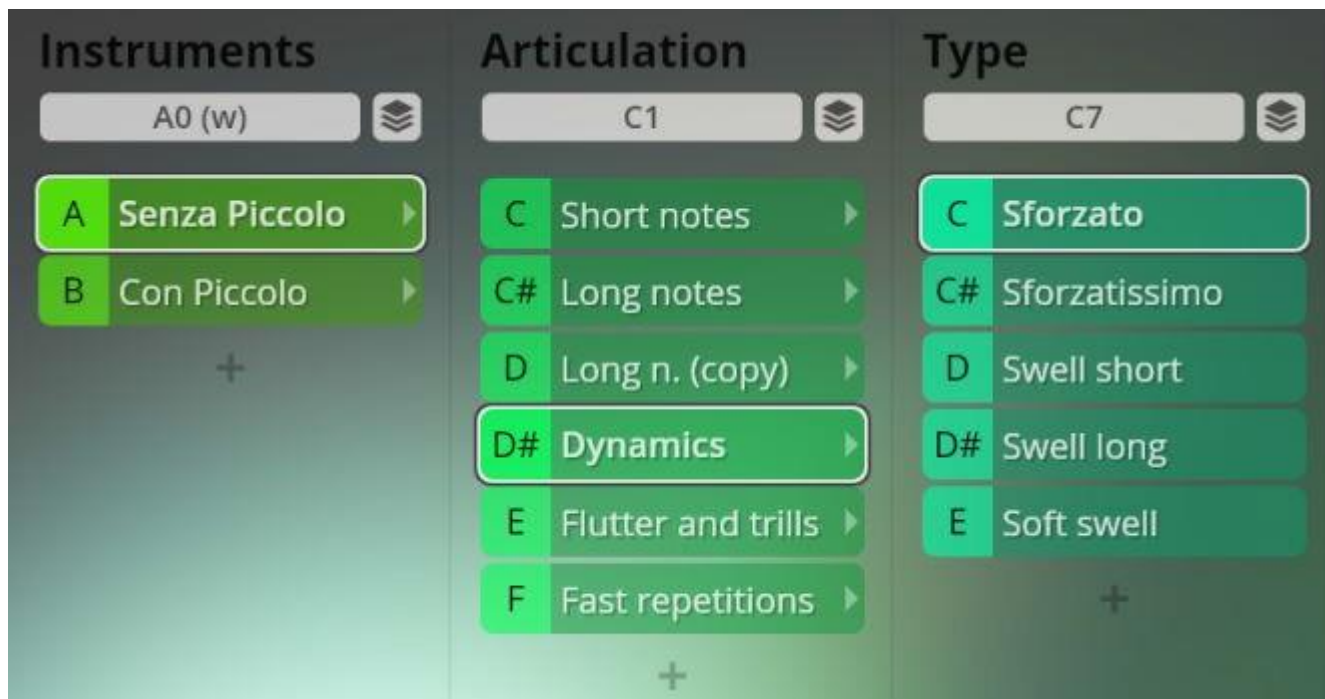 Instruments
A0 (w)
A Senza Piccolo
B Con Piccolo
+
Articulation
C1
C Short notes
C# Long notes
D Long n. (copy)
D# Dynamics
E Flutter and trills
F Fast repetitions
+
Type
C7
C Sforzato
C# Sforzatissimo
D Swell short
D# Swell long
E Soft swell
+